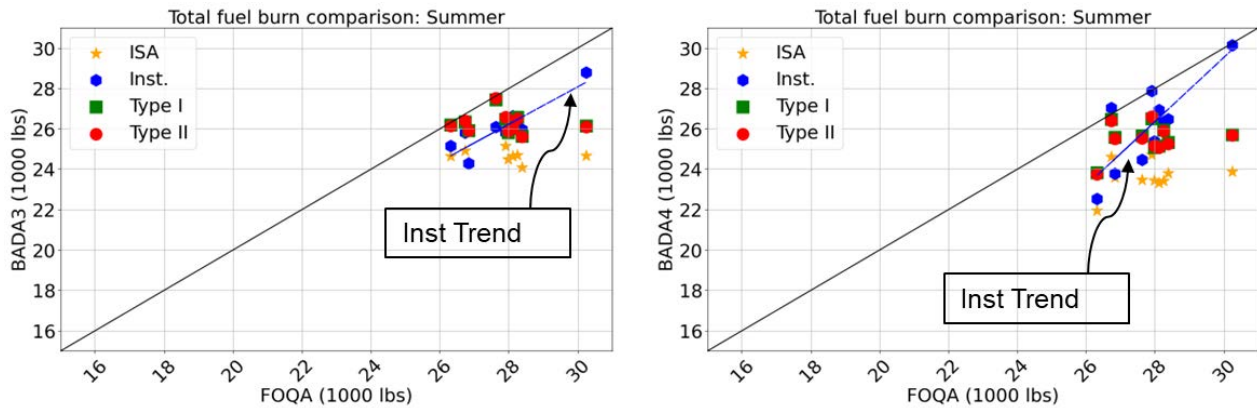 Total fuel burn comparison: Summer
BADA3 (1000 lbs)
30
28
26
24
22
20
18
16
ISA
Inst.
Type I
Type II
Inst Trend
16
18
20
22
24
26
28
30
FOQA (1000 lbs)
Total fuel burn comparison: Summer
BADA4 (1000 lbs)
30
28
26
24
22
20
18
16
ISA
Inst.
Type I
Type II
Inst Trend
16
18
20
22
24
26
28
30
FOQA (1000 lbs)